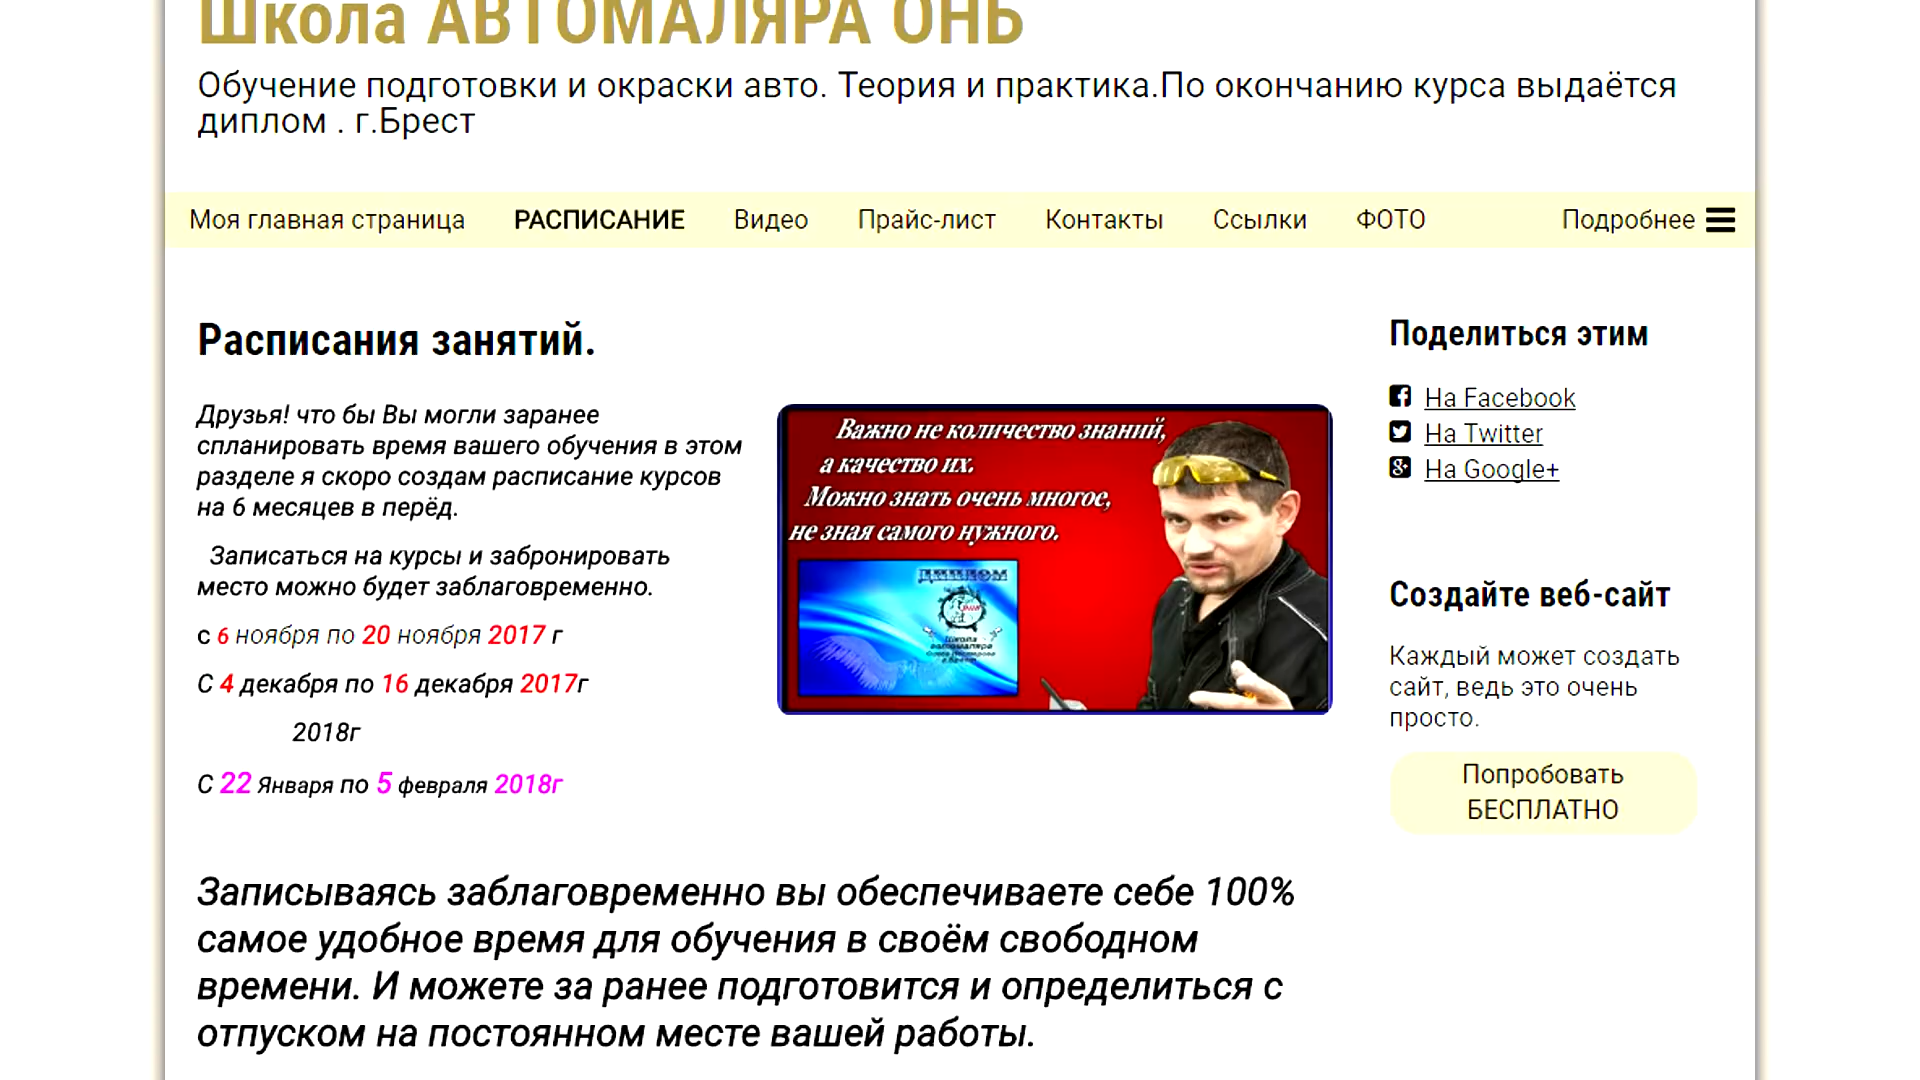 Школа АВТОМАЛЯРА ОНЬ
Обучение подготовки и окраски авто. Теория и практика.По окончанию курса выдаётся
диплом . г.Брест
Моя главная страница РАСПИСАНИЕ Видео Прайс-лист Контакты Ссылки ФОТО Подробнее
Расписания занятий.
Друзья! что бы Вы могли заранее
спланировать время вашего обучения в этом
разделе я скоро создам расписание курсов
на 6 месяцев в перёд.
Записаться на курсы и забронировать
место можно будет заблаговременно.
с 6 ноября по 20 ноября 2017 г
С 4 декабря по 16 декабря 2017г
2018г
С 22 Января по 5 февраля 2018г
Важно не количество знаний,
а качество их.
Можно знать очень многое,
не зная самого нужного.
ДИПЛОМ
Школа
автомаляра
Поделиться этим
На Facebook
На Twitter
На Google+
Создайте веб-сайт
Каждый может создать
сайт, ведь это очень
просто.
Попробовать
БЕСПЛАТНО
Записываясь заблаговременно вы обеспечиваете себе 100%
самое удобное время для обучения в своём свободном
времени. И можете за ранее подготовится и определиться с
отпуском на постоянном месте вашей работы.